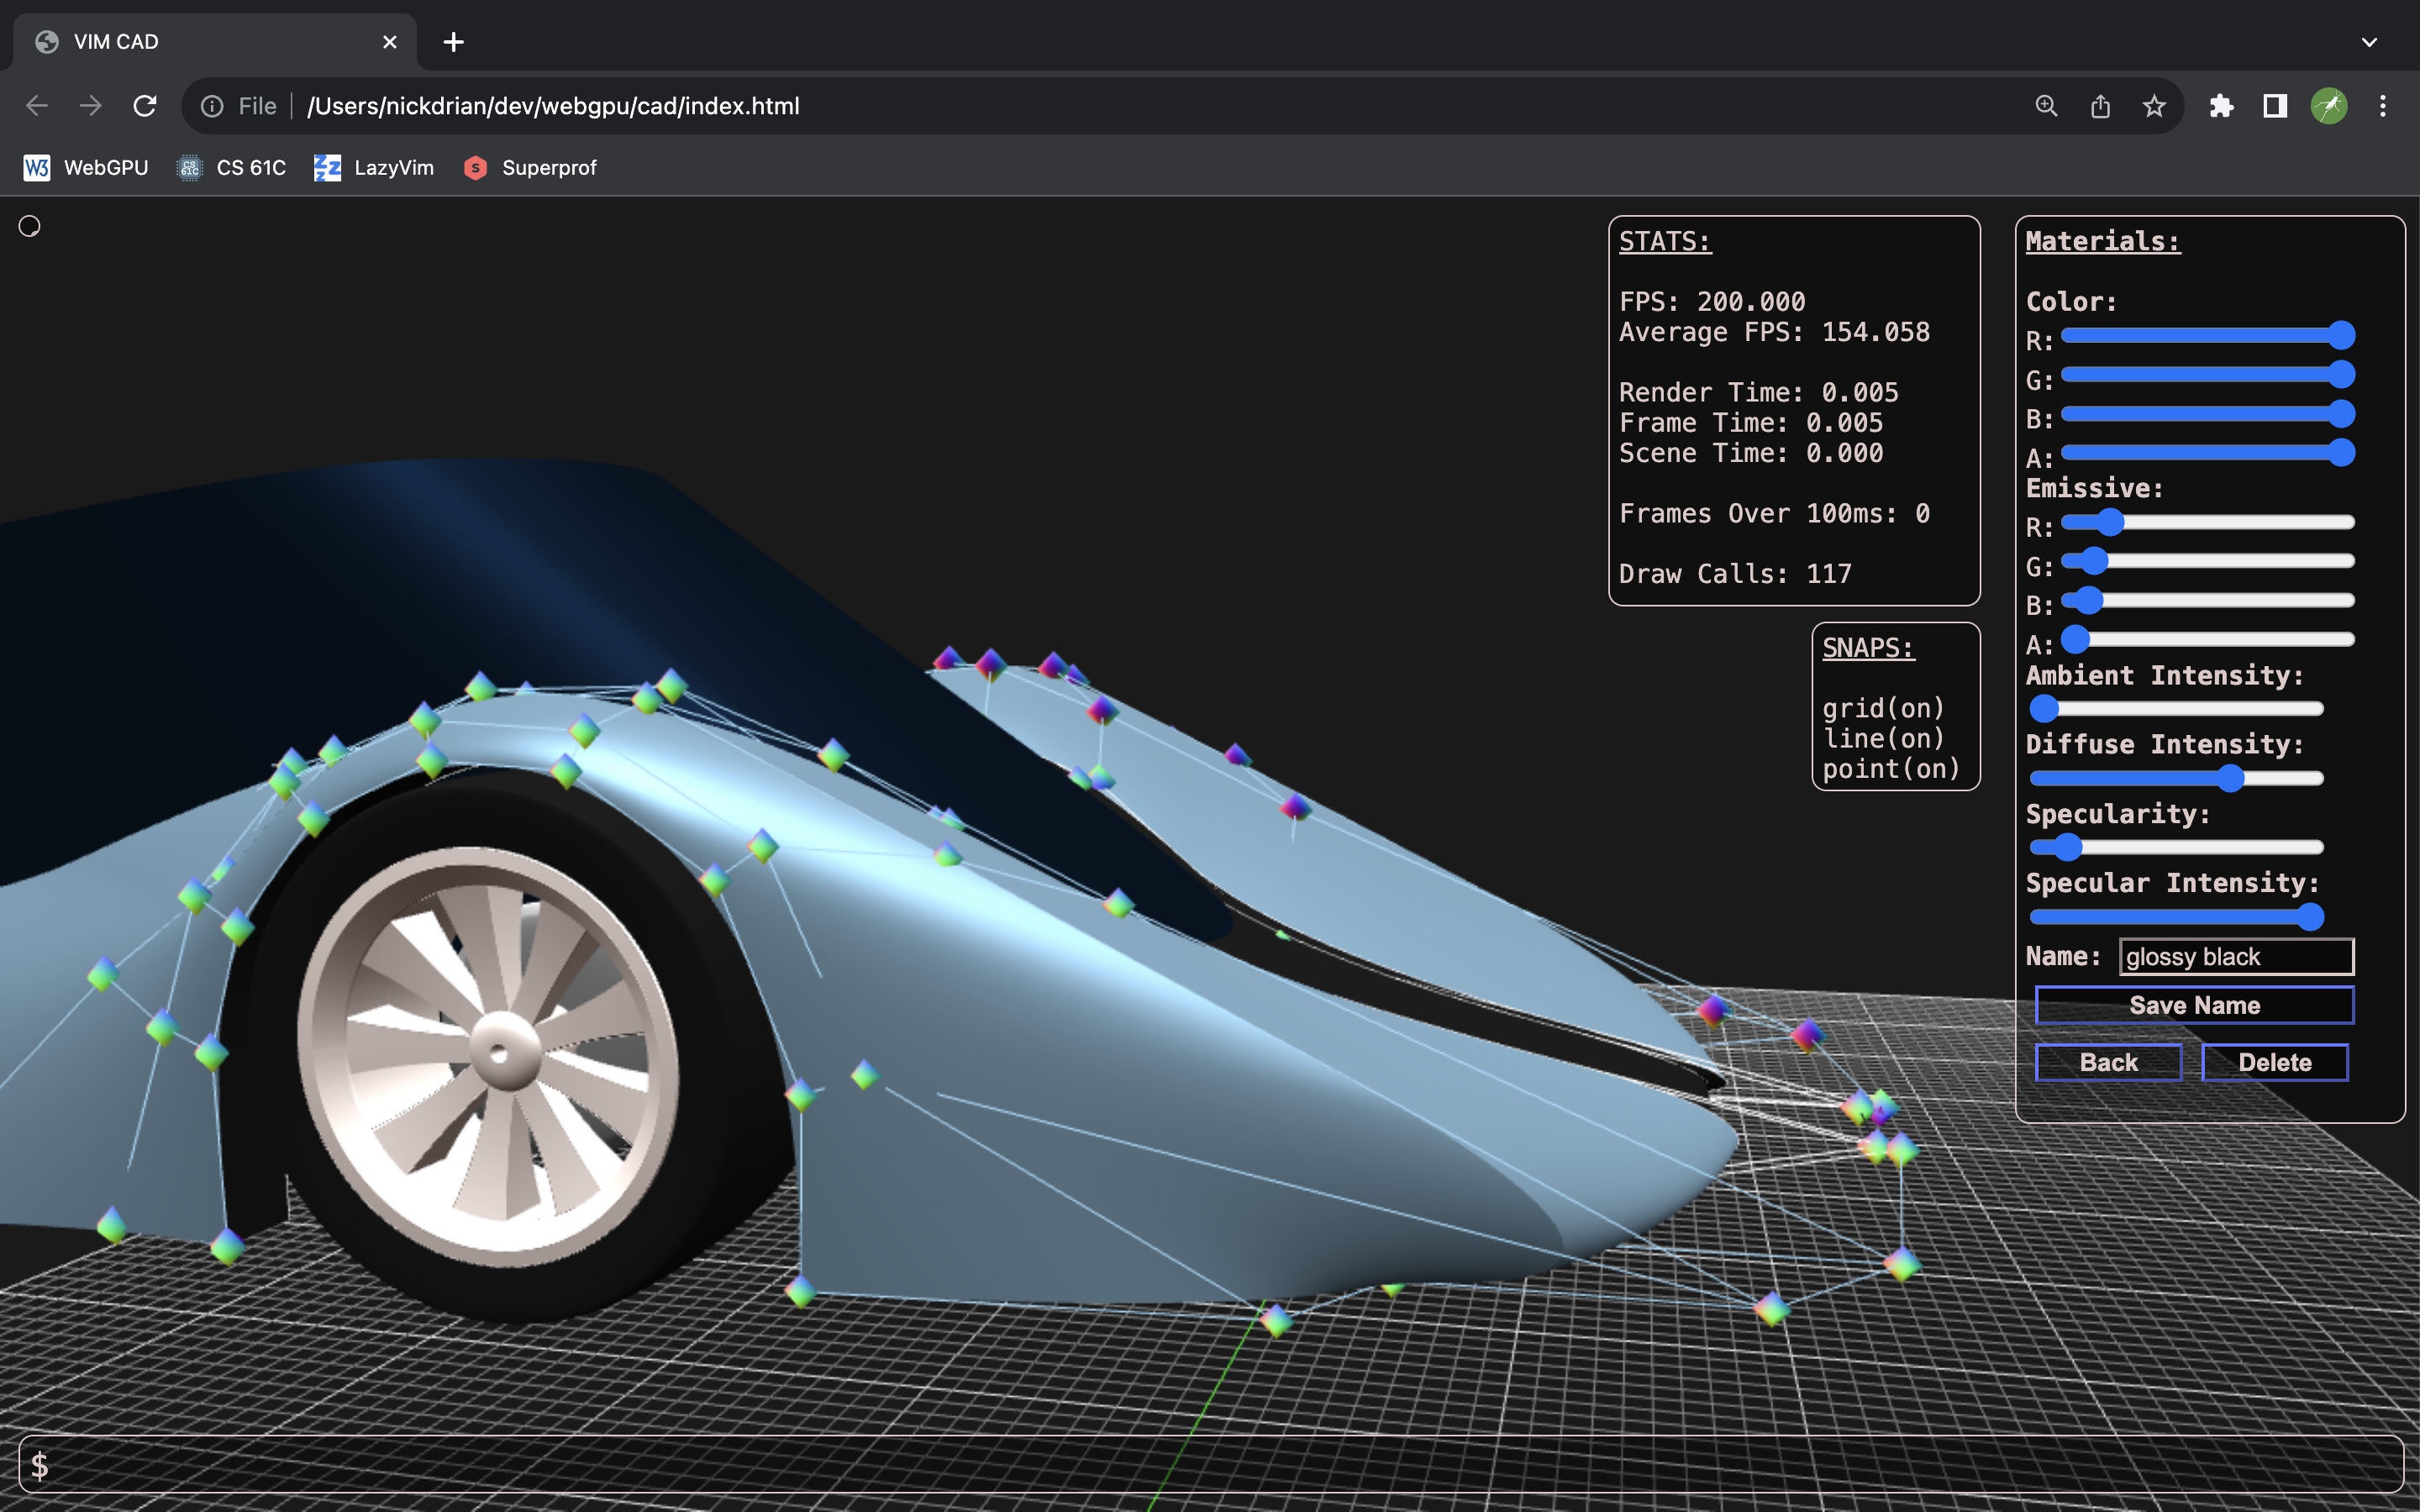 VIM CAD
File
/Users/nickdrian/dev/webgpu/cad/index.html
W3 WebGPU
CS 61C CS 61C
LazyVim
S Superprof
STATS:
FPS: 200.000
Average FPS: 154.058
Render Time: 0.005
Frame Time: 0.005
Scene Time: 0.000
Frames Over 100ms: 0
Draw Calls: 117
SNAPS:
grid(on)
line(on)
point(on)
Materials:
Color:
R:
G:
B:
A:
Emissive:
R:
G:
B:
A:
Ambient Intensity:
Diffuse Intensity:
Specularity:
Specular Intensity:
Name: glossy black
Save Name
Back Delete
$